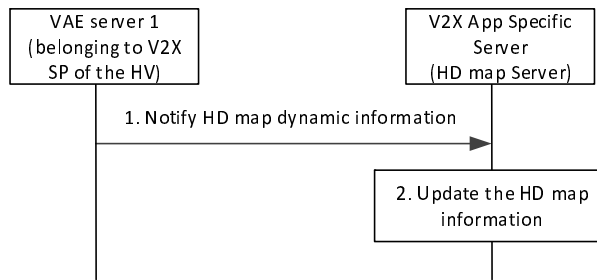 VAE server 1
(belonging to V2X
SP of the HV)
V2X App Specific
Server
(HD map Server)
1. Notify HD map dynamic information
2. Update the HD map
information